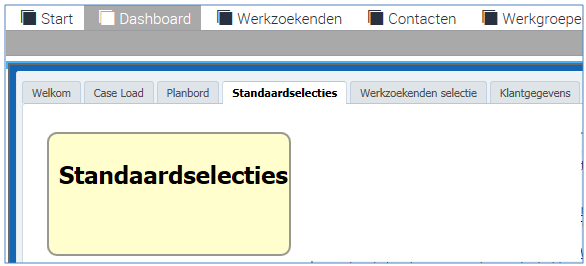 Start Dashboard Werkzoekenden Contacten Werkgroepe
Welkom Case Load Planbord Standaardselecties Werkzoekenden selectie Klantgegevens
Standaardselecties